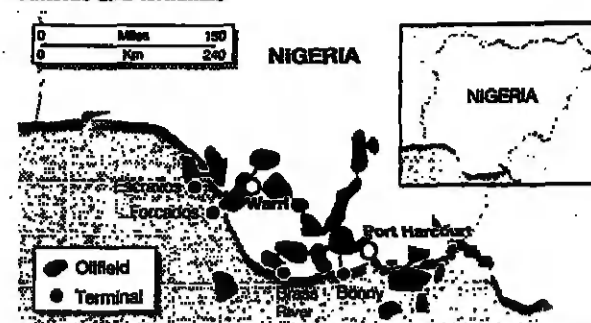 0 Miles 150
0 Km 240
NIGERIA
NIGERIA
Escravos
Forcados
Warri
Port Harcourt
Brass
River
Bonny
Oilfield
Terminal